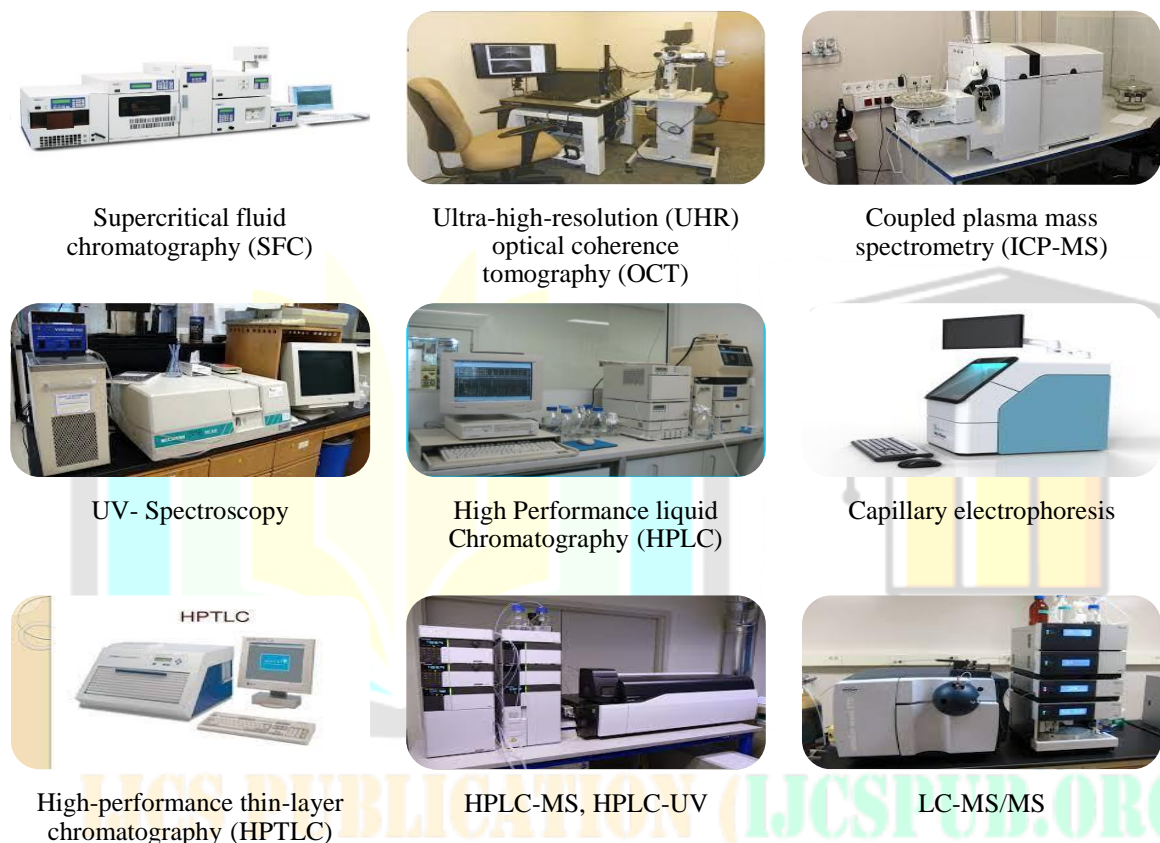 Supercritical fluid
chromatography (SFC)
Ultra-high-resolution (UHR)
optical coherence
tomography (OCT)
Coupled plasma mass
spectrometry (ICP-MS)
UV- Spectroscopy
High Performance liquid
Chromatography (HPLC)
Capillary electrophoresis
HPTLC
High-performance thin-layer
chromatography (HPTLC)
HPLC-MS, HPLC-UV
LC-MS/MS
IJCS PUBLICATION (IJCSPUB.ORG